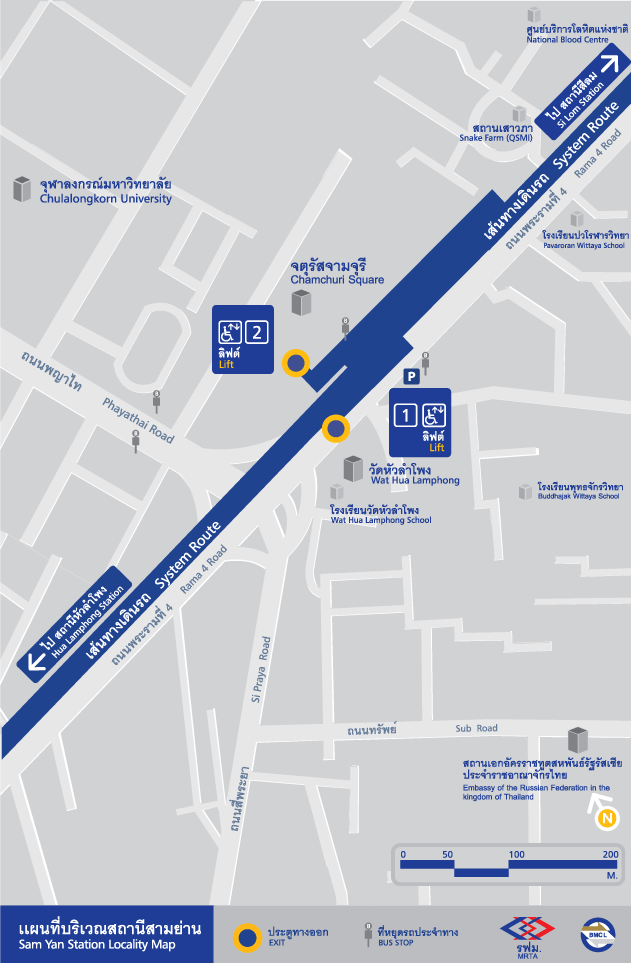 ศูนย์บริการโลหิตแห่งชาติ
National Blood Centre
ไป สถานีสีลม
Si Lom Station
สถานเสาวภา
Snake Farm (QSMI)
เส้นทางเดินรถ System Route
ถนนพระรามที่ 4 Rama 4 Road
จุฬาลงกรณ์มหาวิทยาลัย
Chulalongkorn University
โรงเรียนปวโรฬารวิทยา
Pavaroran Wittaya School
จตุรัสจามจุรี
Chamchuri Square
2
ลิฟต์
Lift
ถนนพญาไท Phayathai Road
P
1
ลิฟต์
Lift
วัดหัวลำโพง
Wat Hua Lamphong
โรงเรียนวัดหัวลำโพง
Wat Hua Lamphong School
โรงเรียนพุทธจักรวิทยา
Buddhajak Wittaya School
ไป สถานีหัวลำโพง
Hua Lamphong Station
เส้นทางเดินรถ System Route
ถนนพระรามที่ 4 Rama 4 Road
ถนนสี่พระยา Si Praya Road
ถนนทรัพย์ Sub Road
สถานเอกอัครราชทูตสหพันธ์รัฐรัสเซีย
ประจำราชอาณาจักรไทย
Embassy of the Russian Federation in the
kingdom of Thailand
N
0 50 100 200
M.
แผนที่บริเวณสถานีสามย่าน
Sam Yan Station Locality Map
ประตูทางออก
EXIT
ที่หยุดรถประจำทาง
BUS STOP
รฟม.
MRTA
BMCL